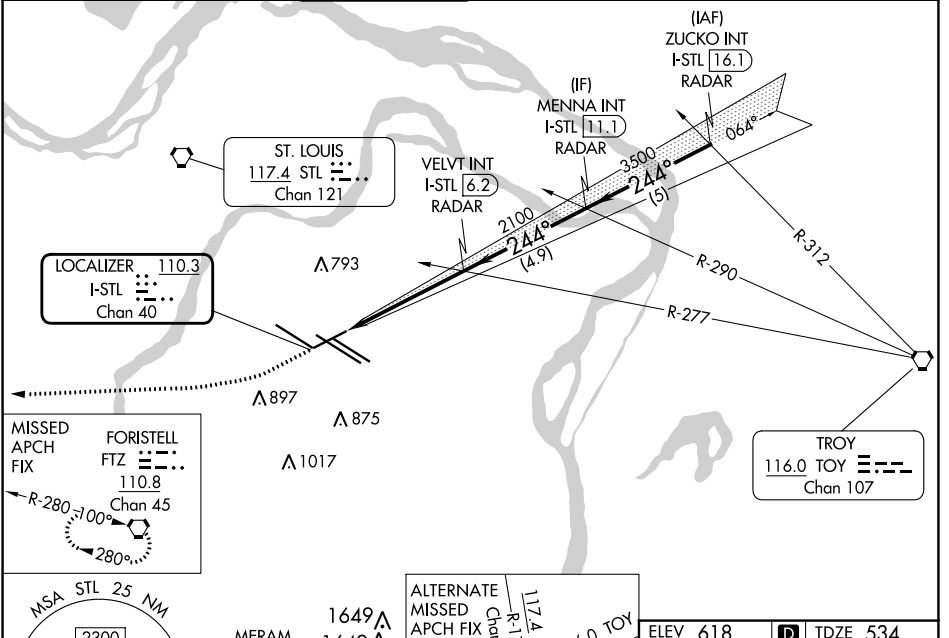 (IAF)
ZUCKO INT
I-STL 16.1
RADAR
(IF)
MENNA INT
I-STL 11.1
RADAR
064°
3500
244°
(5)
ST. LOUIS
117.4 STL
Chan 121
VELVT INT
I-STL 6.2
RADAR
2100
244°
(4.9)
R-312
R-290
R-277
LOCALIZER 110.3
I-STL
Chan 40
793
897
875
1017
MISSED
APCH
FIX
FORISTELL
FTZ
110.8
Chan 45
R-280
100°
280°
TROY
116.0 TOY
Chan 107
MSA STL 25 NM
2300
1649
MERAM
ALTERNATE
MISSED
APCH FIX
117.4
TOY
ELEV 618
D
TDZE 534